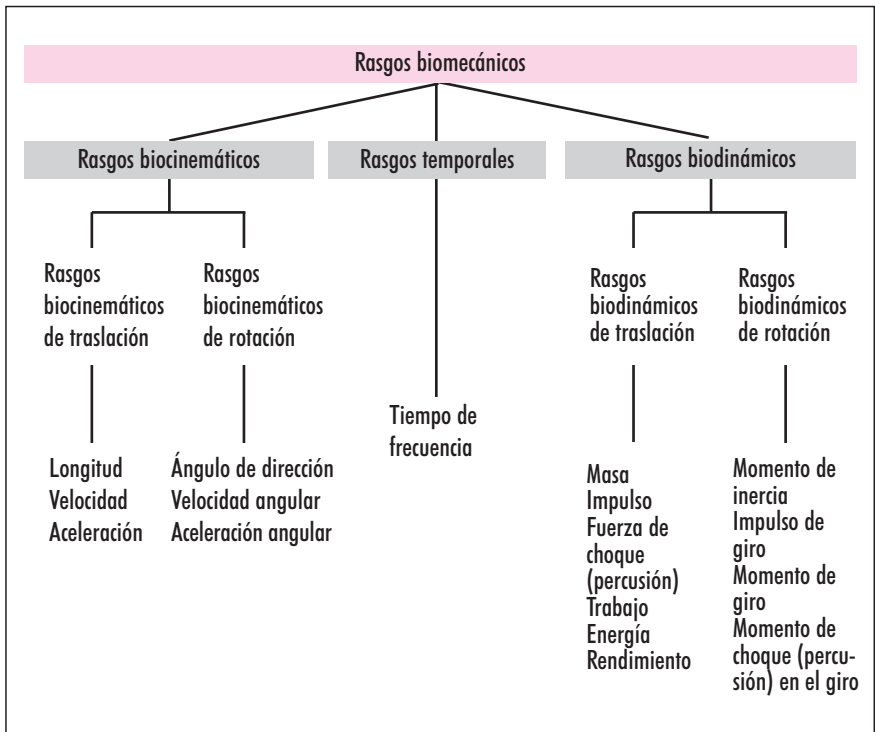 Rasgos biomecánicos
Rasgos biocinemáticos
Rasgos temporales
Rasgos biodinámicos
Rasgos
biocinemáticos
de traslación
Rasgos
biocinemáticos
de rotación
Rasgos
biodinámicos
de traslación
Rasgos
biodinámicos
de rotación
Longitud
Velocidad
Aceleración
Ángulo de dirección
Velocidad angular
Aceleración angular
Tiempo de
frecuencia
Masa
Impulso
Fuerza de
choque
(percusión)
Trabajo
Energía
Rendimiento
Momento de
inercia
Impulso de
giro
Momento de
giro
Momento de
choque (percu-
sión) en el giro